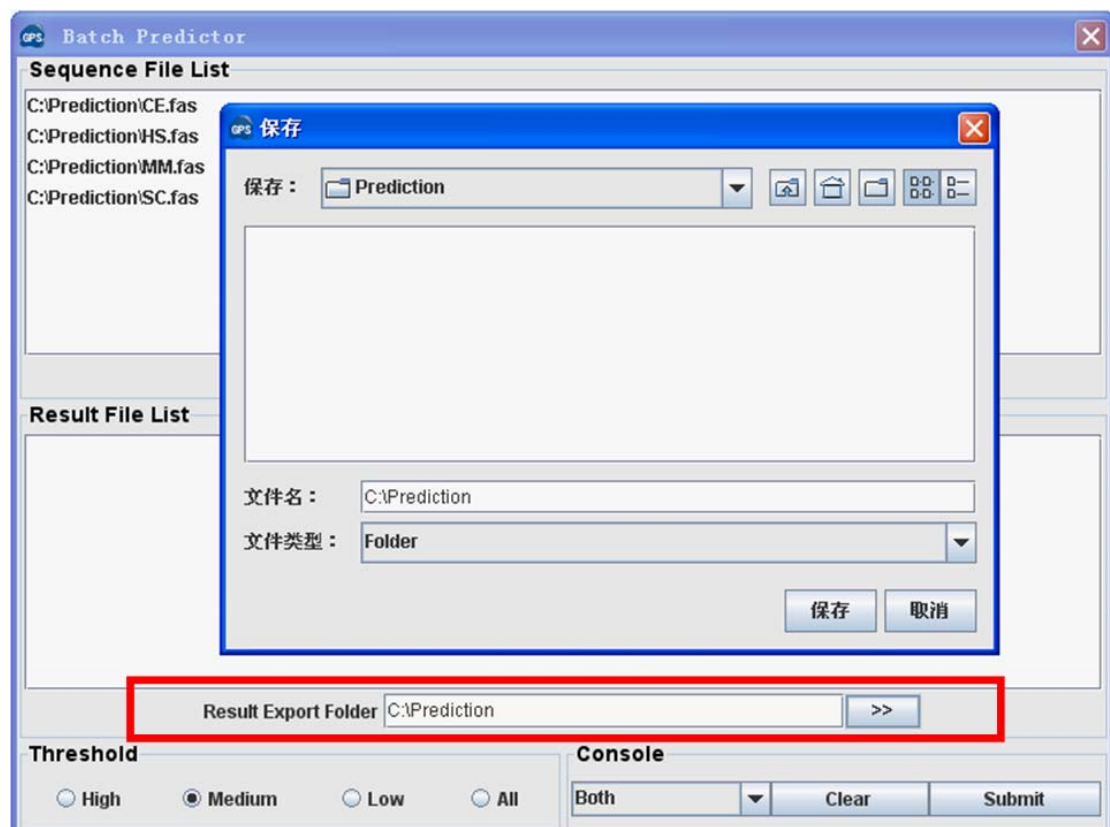 GPS Batch Predictor
Sequence File List
C:\Prediction\CE.fas
C:\Prediction\HS.fas
C:\Prediction\MM.fas
C:\Prediction\SC.fas
GPS 保存
保存： Prediction
文件名： C:\Prediction
文件类型： Folder
保存 取消
Result File List
Result Export Folder C:\Prediction >>
Threshold Console
High Medium Low All Both Clear Submit